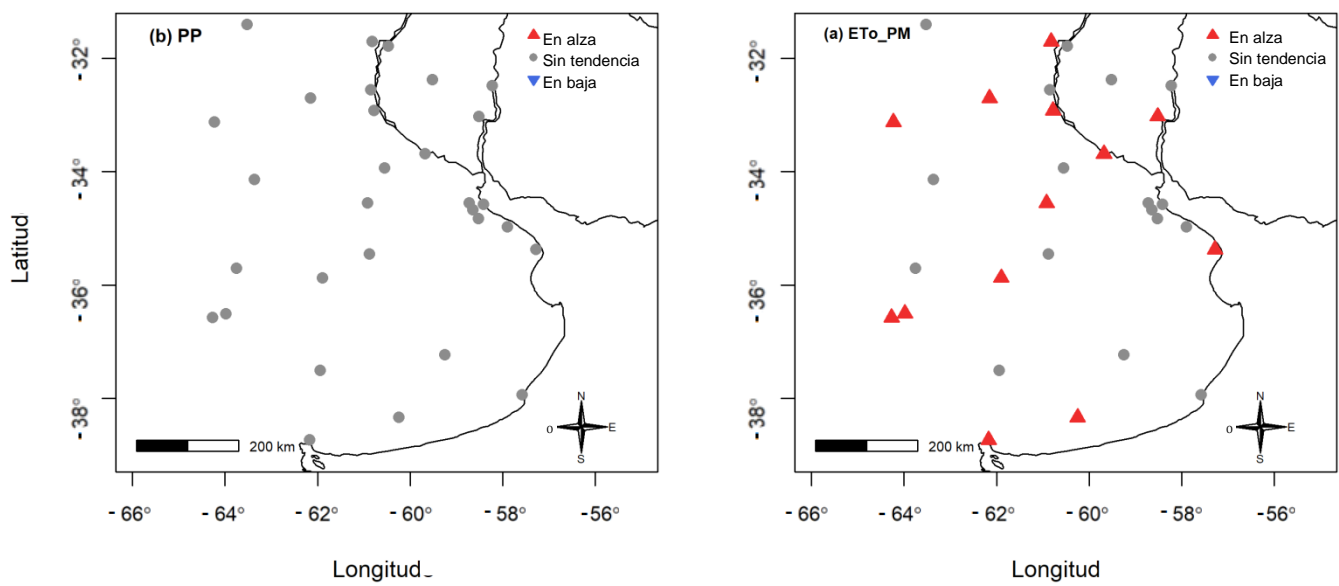 (b) PP
En alza
Sin tendencia
En baja
Latitud
- 32°
- 34°
- 36°
- 38°
N
O
E
S
200 km
- 66°
- 64°
- 62°
- 60°
- 58°
-56°
Longitud
(a) ETo_PM
En alza
Sin tendencia
En baja
- 32°
- 34°
- 36°
- 38°
N
O
E
S
200 km
- 66°
- 64°
- 62°
- 60°
- 58°
- 56°
Longitud